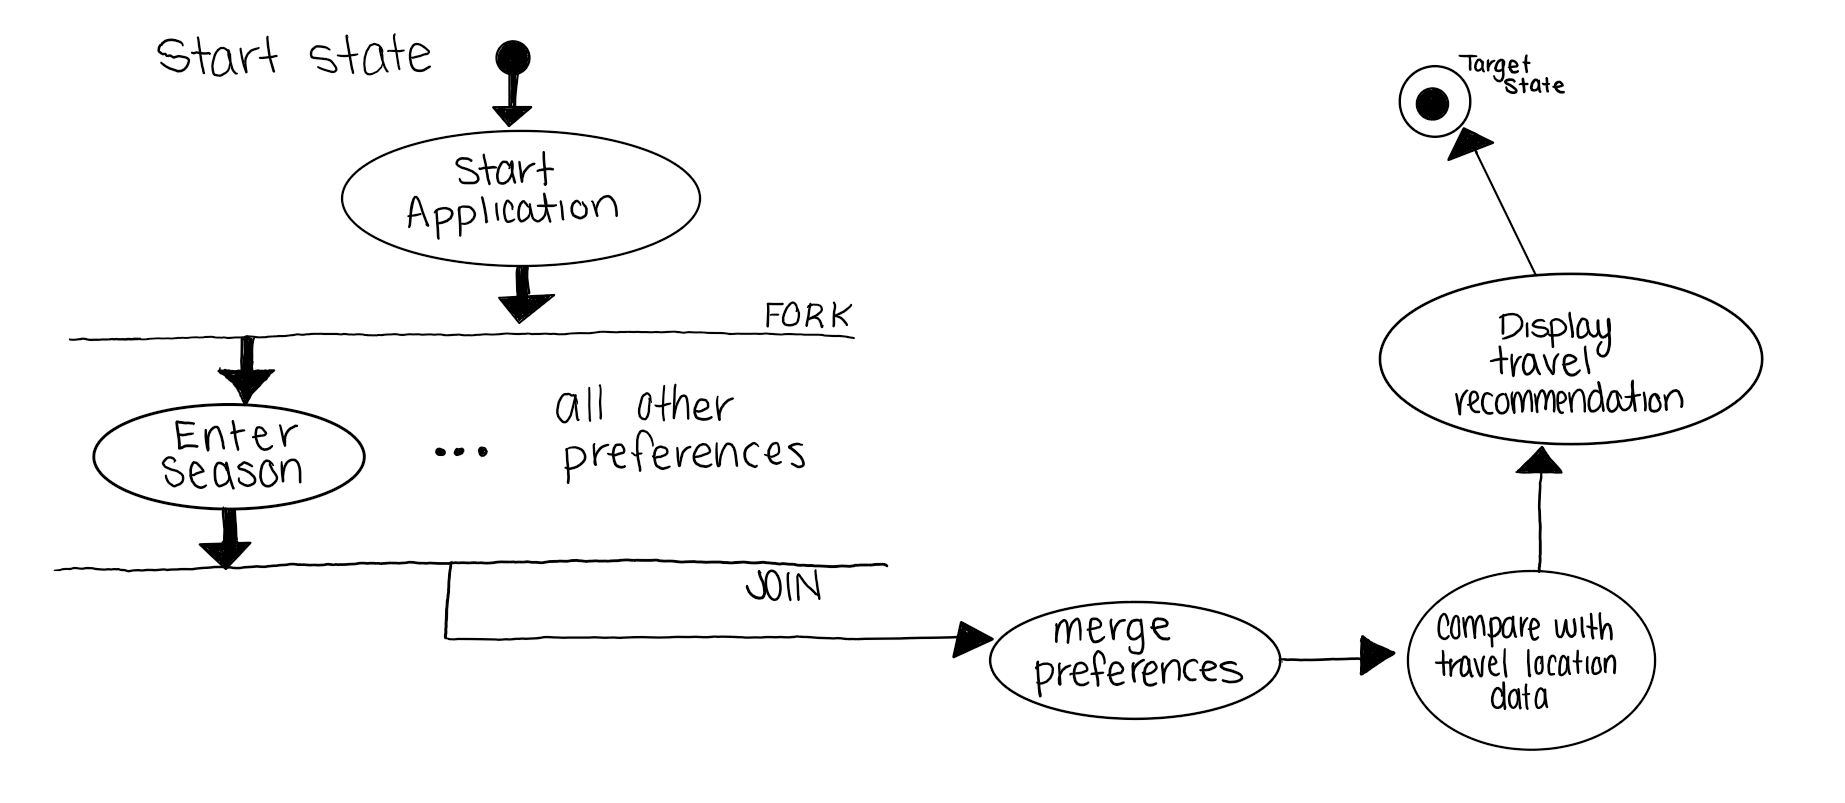 Start state
Start
Application
FORK
Enter
season
...
all other
preferences
JOIN
merge
preferences
compare with
travel location
data
Display
travel
recommendation
Target
state